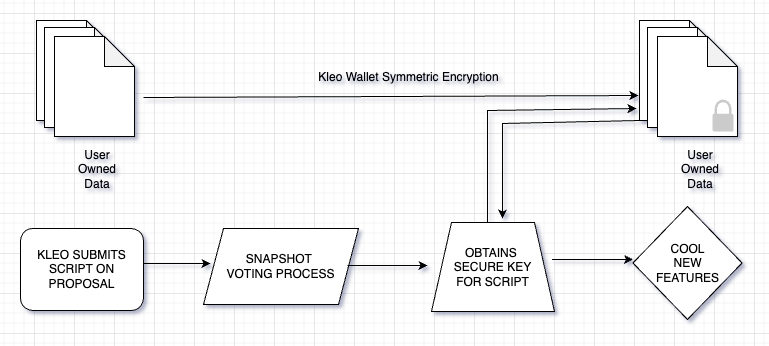 Kleo Wallet Symmetric Encryption
User
Owned
Data
User
Owned
Data
KLEO SUBMITS
SCRIPT ON
PROPOSAL
SNAPSHOT
VOTING PROCESS
OBTAINS
SECURE KEY
FOR SCRIPT
COOL
NEW
FEATURES